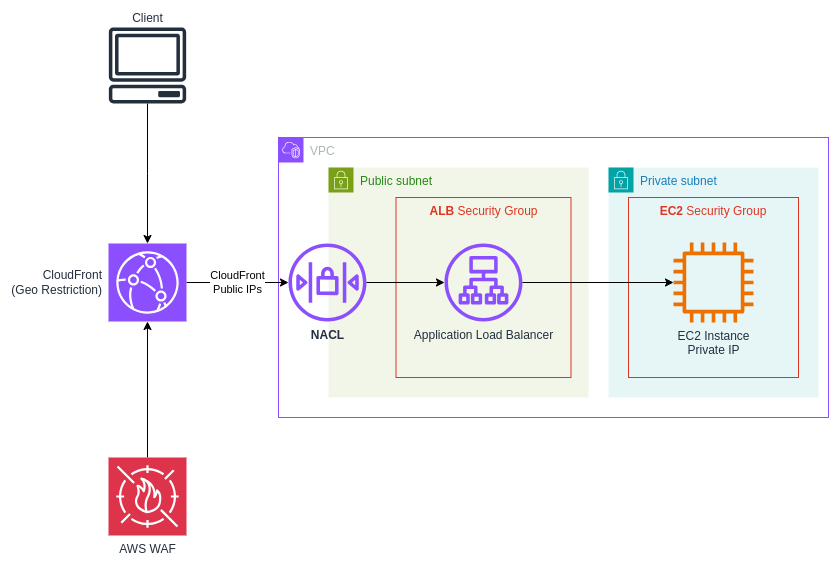 Client
VPC
Public subnet
Private subnet
ALB Security Group
EC2 Security Group
CloudFront
(Geo Restriction)
CloudFront
Public IPs
NACL
Application Load Balancer
EC2 Instance
Private IP
AWS WAF